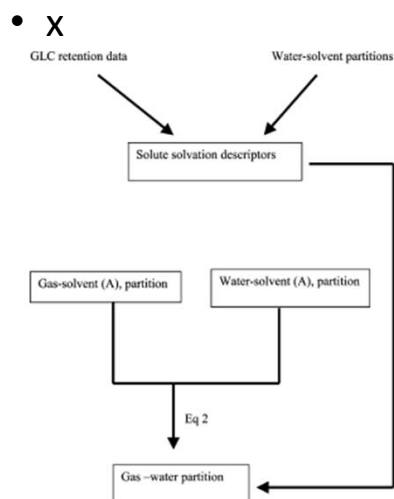 • X
GLC retention data
Water-solvent partitions
Solute solvation descriptors
Gas-solvent (A), partition
Water-solvent (A), partition
Eq 2
Gas –water partition